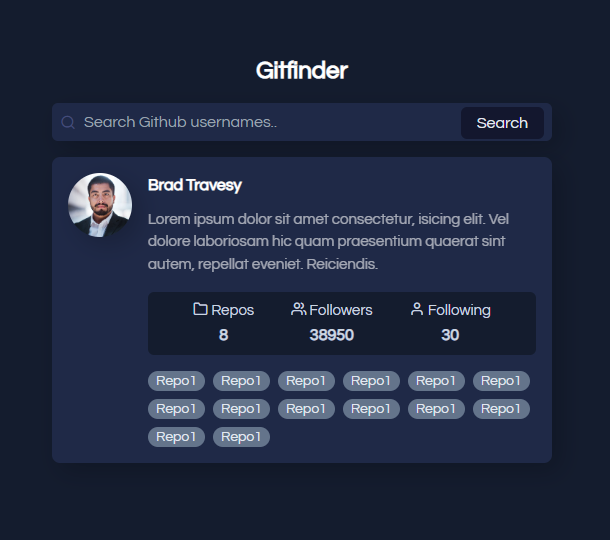 Gitfinder
Search Github usernames..
Search
Brad Travesy
Lorem ipsum dolor sit amet consectetur, isicing elit. Vel
dolore laboriosam hic quam praesentium quaerat sint
autem, repellat eveniet. Reiciendis.
Repos Followers Following
8 38950 30
Repo1 Repo1 Repo1 Repo1 Repo1 Repo1
Repo1 Repo1 Repo1 Repo1 Repo1 Repo1
Repo1 Repo1